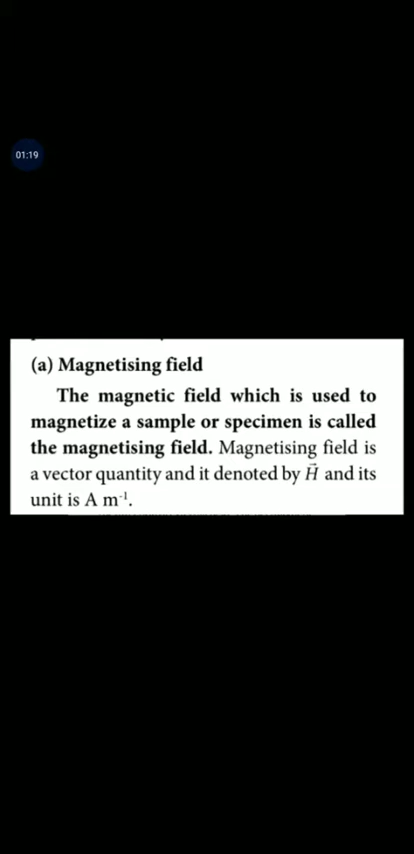 01:19
(a) Magnetising field
The magnetic field which is used to
magnetize a sample or specimen is called
the magnetising field. Magnetising field is
a vector quantity and it denoted by H⃗ and its
unit is A m⁻¹.